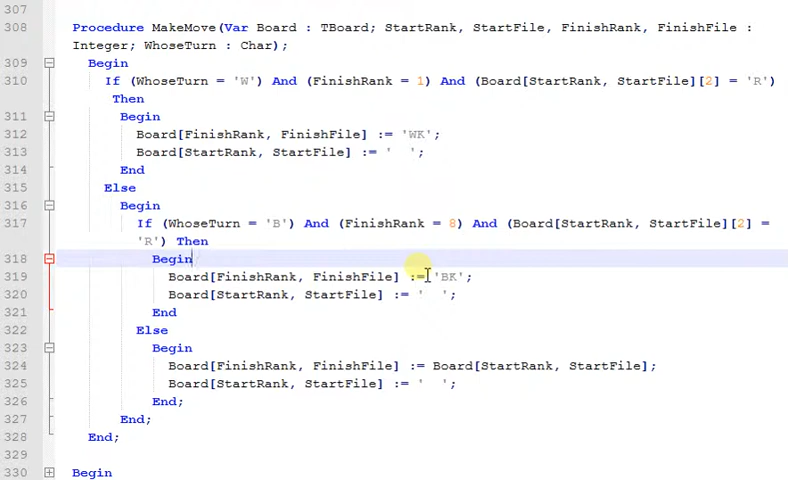 307
308 Procedure MakeMove(Var Board : TBoard; StartRank, StartFile, FinishRank, FinishFile :
Integer; WhoseTurn : Char);
309 Begin
310 If (WhoseTurn = 'W') And (FinishRank = 1) And (Board[StartRank, StartFile][2] = 'R')
Then
311 Begin
312 Board[FinishRank, FinishFile] := 'WK';
313 Board[StartRank, StartFile] := '  ';
314 End
315 Else
316 Begin
317 If (WhoseTurn = 'B') And (FinishRank = 8) And (Board[StartRank, StartFile][2] =
'R') Then
318 Begin
319 Board[FinishRank, FinishFile] := 'BK';
320 Board[StartRank, StartFile] := '  ';
321 End
322 Else
323 Begin
324 Board[FinishRank, FinishFile] := Board[StartRank, StartFile];
325 Board[StartRank, StartFile] := '  ';
326 End;
327 End;
328 End;
329
330 Begin